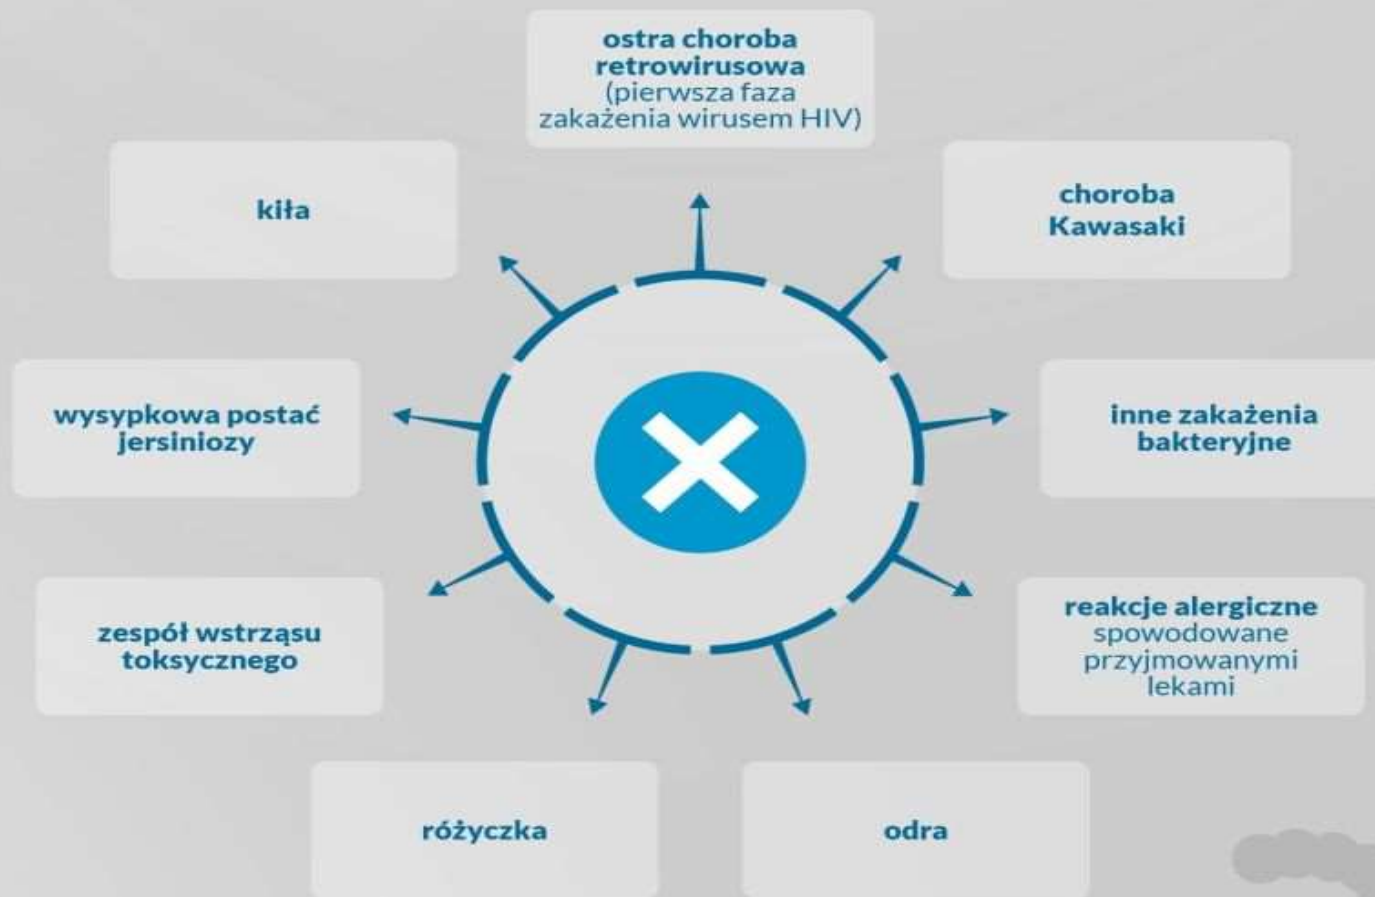 ostra choroba
retrowirusowa
(pierwsza faza
zakażenia wirusem HIV)
kiła
choroba
Kawasaki
wysypkowa postać
jersiniozy
inne zakażenia
bakteryjne
zespół wstrząsu
toksycznego
reakcje alergiczne
spowodowane
przyjmowanymi
lekami
różyczka
odra